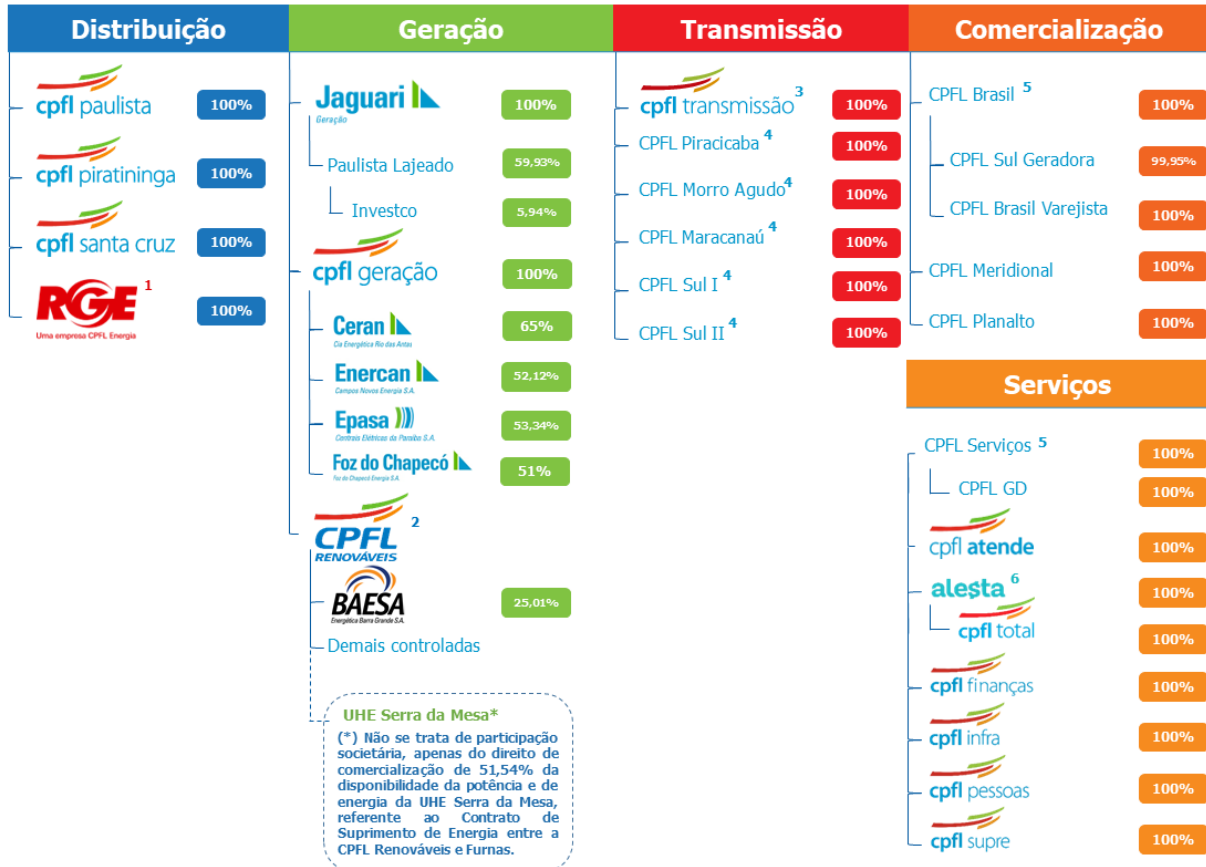 Distribuição
cpfl paulista 100%
cpfl piratininga 100%
cpfl santa cruz 100%
RGE 1 100%
Uma empresa CPFL Energia
Geração
Jaguari 100%
Geração
Paulista Lajeado 59,93%
Investco 5,94%
cpfl geração 100%
Ceran 65%
Cia Energética Rio das Antas
Enercan 52,12%
Campos Novos Energia S.A.
Epasa 53,34%
Centrais Elétricas da Paraíba S.A.
Foz do Chapecó 51%
Foz do Chapecó Energia S.A.
CPFL 2
RENOVÁVEIS
BAESA 25,01%
Energética Barra Grande S.A.
Demais controladas
UHE Serra da Mesa*
(*) Não se trata de participação
societária, apenas do direito de
comercialização de 51,54% da
disponibilidade da potência e de
energia da UHE Serra da Mesa,
referente ao Contrato de
Suprimento de Energia entre a
CPFL Renováveis e Furnas.
Transmissão
cpfl transmissão 3 100%
CPFL Piracicaba 4 100%
CPFL Morro Agudo 4 100%
CPFL Maracanaú 4 100%
CPFL Sul I 4 100%
CPFL Sul II 4 100%
Comercialização
CPFL Brasil 5 100%
CPFL Sul Geradora 99,95%
CPFL Brasil Varejista 100%
CPFL Meridional 100%
CPFL Planalto 100%
Serviços
CPFL Serviços 5 100%
CPFL GD 100%
cpfl atende 100%
alesta 6 100%
cpfl total 100%
cpfl finanças 100%
cpfl infra 100%
cpfl pessoas 100%
cpfl supre 100%